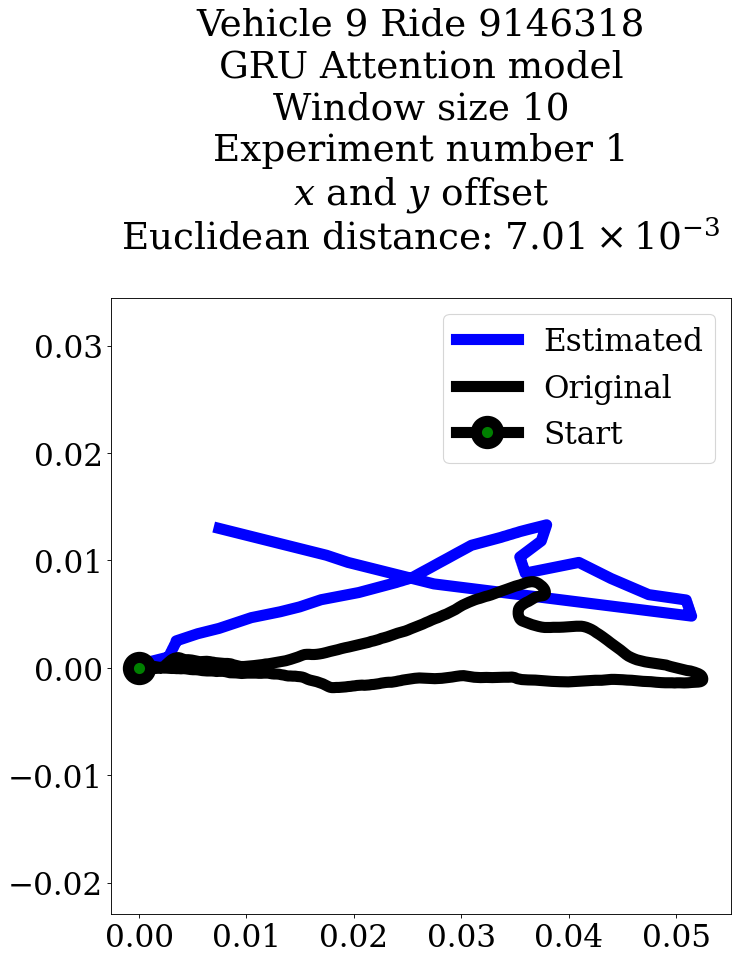 Vehicle 9 Ride 9146318
GRU Attention model
Window size 10
Experiment number 1
x and y offset
Euclidean distance: 7.01 × 10⁻³
Estimated
Original
Start
0.03
0.02
0.01
0.00
−0.01
−0.02
0.00 0.01 0.02 0.03 0.04 0.05